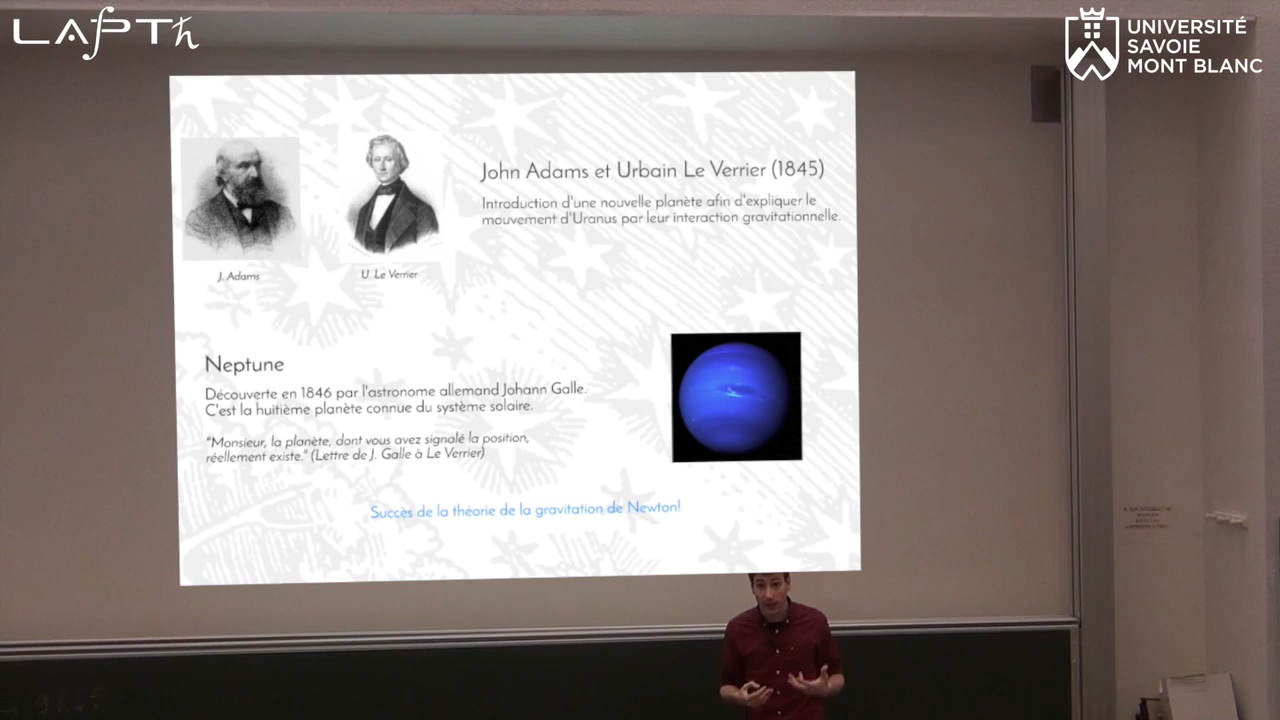 LAPTh
UNIVERSITÉ
SAVOIE
MONT BLANC
John Adams et Urbain Le Verrier (1845)
Introduction d'une nouvelle planète afin d'expliquer le
mouvement d'Uranus par leur interaction gravitationnelle.
J. Adams
U. Le Verrier
Neptune
Découverte en 1846 par l'astronome allemand Johann Galle.
C'est la huitième planète connue du système solaire.
"Monsieur, la planète, dont vous avez signalé la position,
réellement existe." (Lettre de J. Galle à Le Verrier)
Succès de la théorie de la gravitation de Newton!